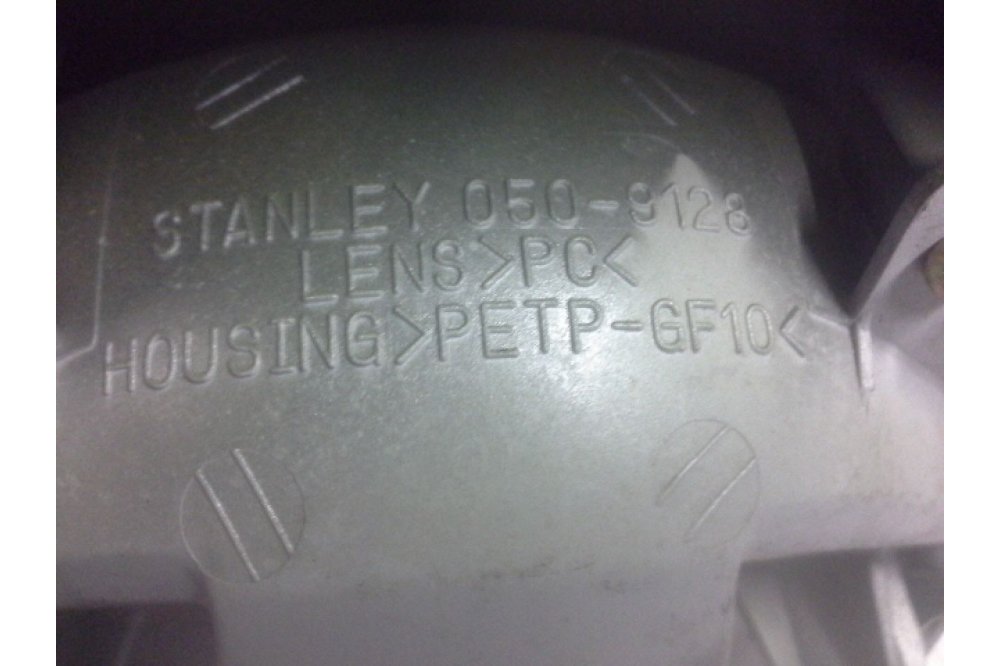 STANLEY 050-9128
LENS>PC<
HOUSING>PETP-GF10<